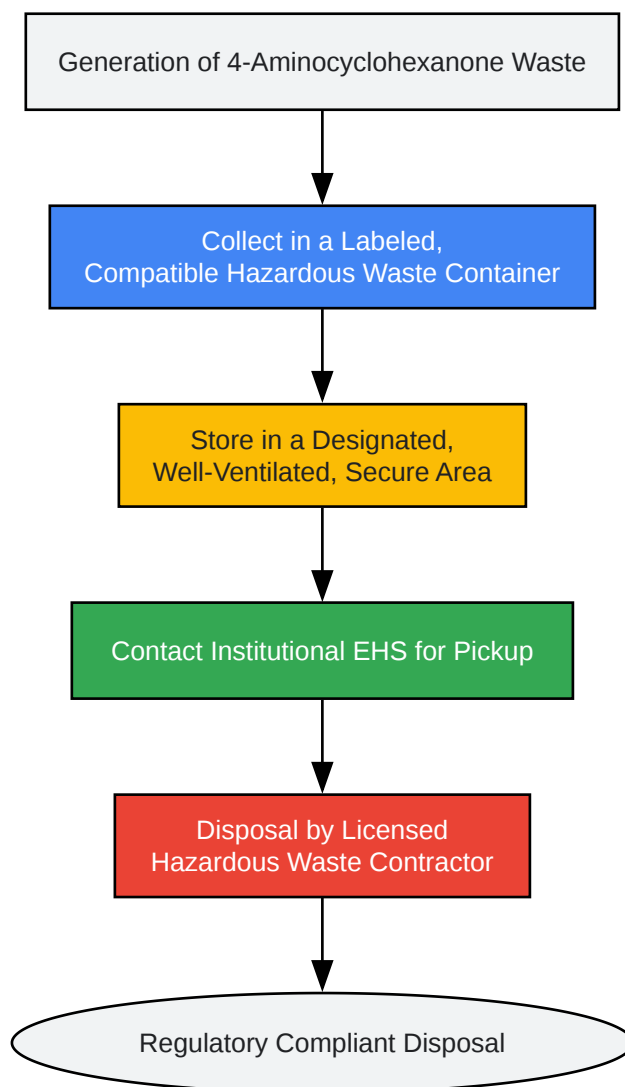 Generation of 4-Aminocyclohexanone Waste
Collect in a Labeled,
Compatible Hazardous Waste Container
Store in a Designated,
Well-Ventilated, Secure Area
Contact Institutional EHS for Pickup
Disposal by Licensed
Hazardous Waste Contractor
Regulatory Compliant Disposal